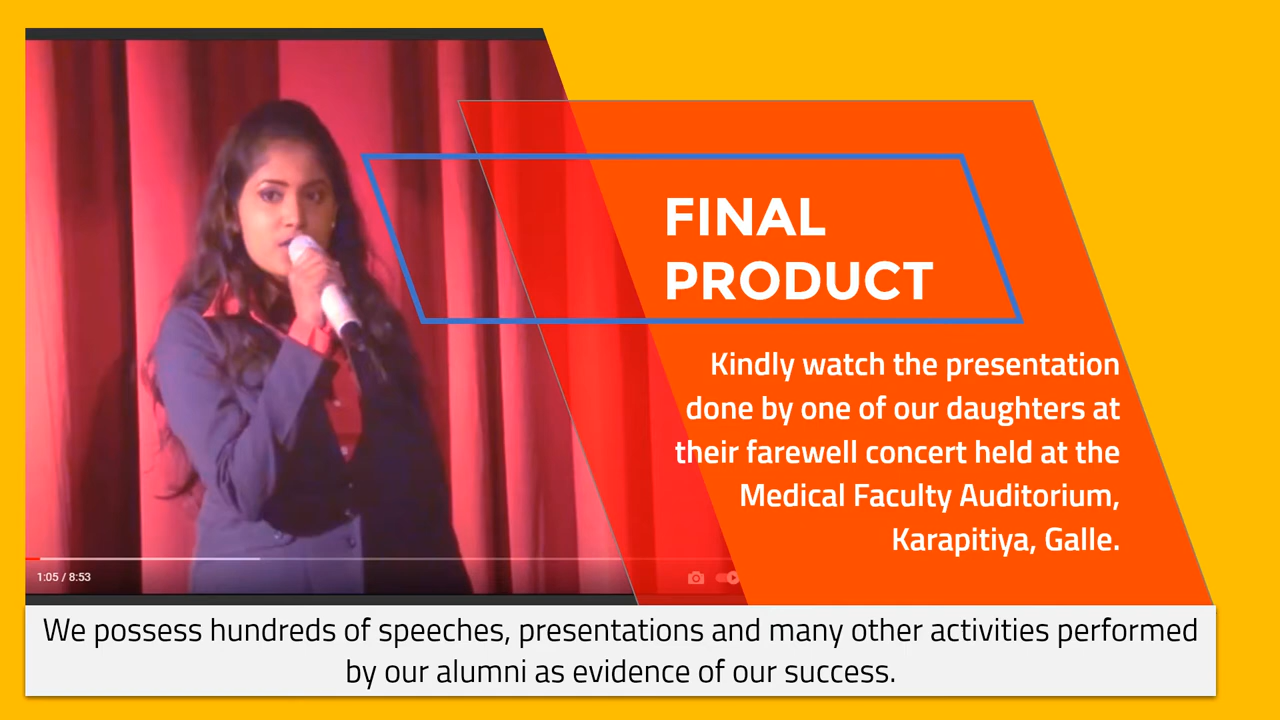 FINAL
PRODUCT
Kindly watch the presentation
done by one of our daughters at
their farewell concert held at the
Medical Faculty Auditorium,
Karapitiya, Galle.
1:05 / 8:53
We possess hundreds of speeches, presentations and many other activities performed
by our alumni as evidence of our success.